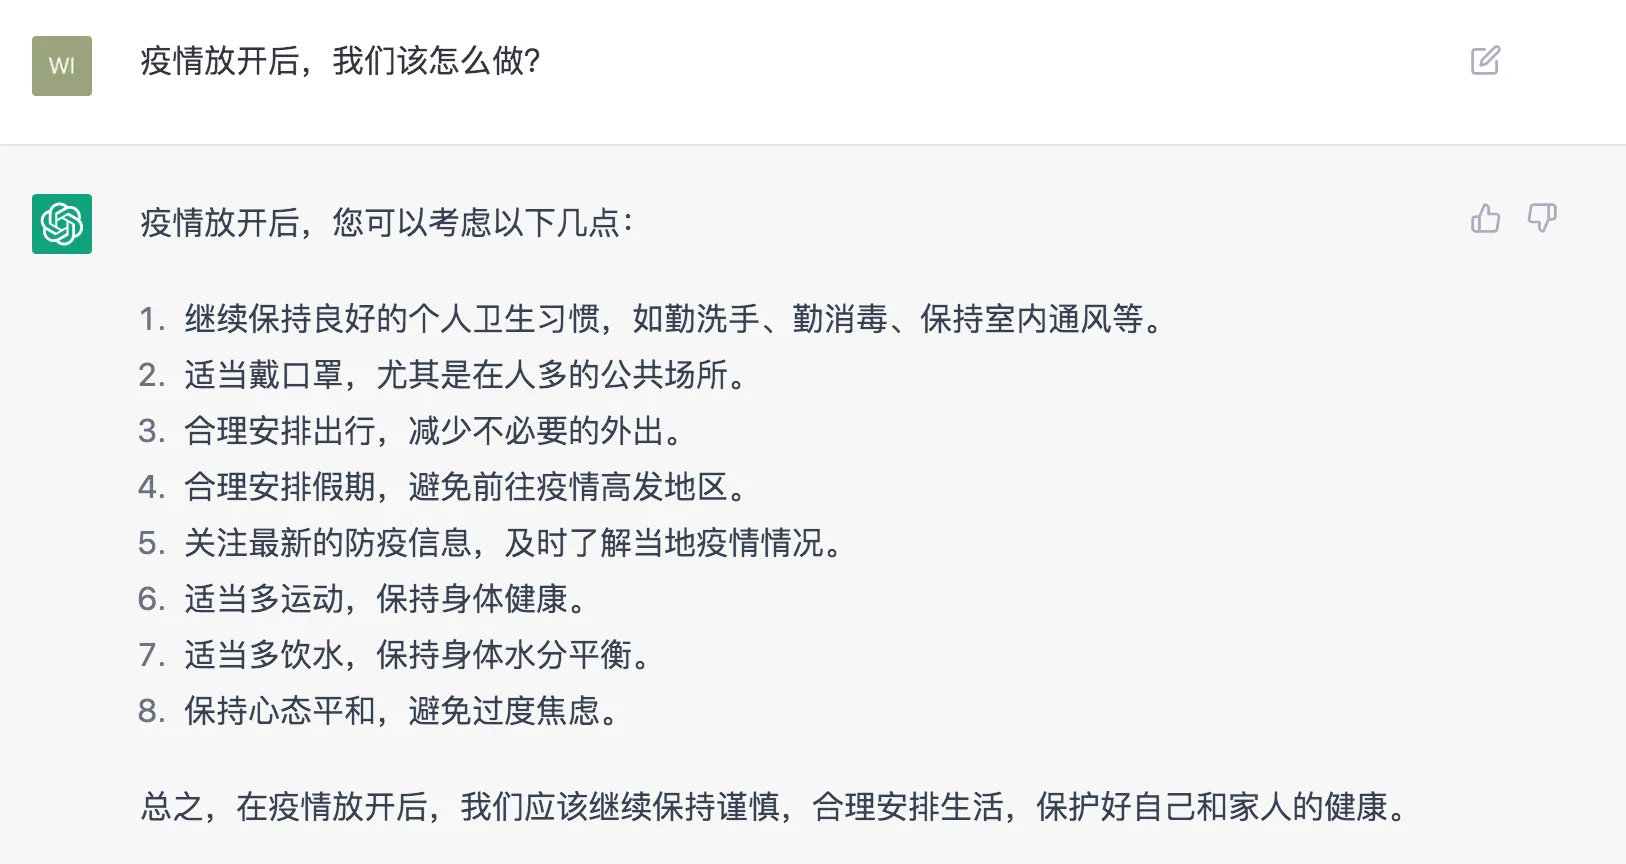 WI
疫情放开后，我们该怎么做？
疫情放开后，您可以考虑以下几点：
1. 继续保持良好的个人卫生习惯，如勤洗手、勤消毒、保持室内通风等。
2. 适当戴口罩，尤其是在人多的公共场所。
3. 合理安排出行，减少不必要的外出。
4. 合理安排假期，避免前往疫情高发地区。
5. 关注最新的防疫信息，及时了解当地疫情情况。
6. 适当多运动，保持身体健康。
7. 适当多饮水，保持身体水分平衡。
8. 保持心态平和，避免过度焦虑。
总之，在疫情放开后，我们应该继续保持谨慎，合理安排生活，保护好自己和家人的健康。